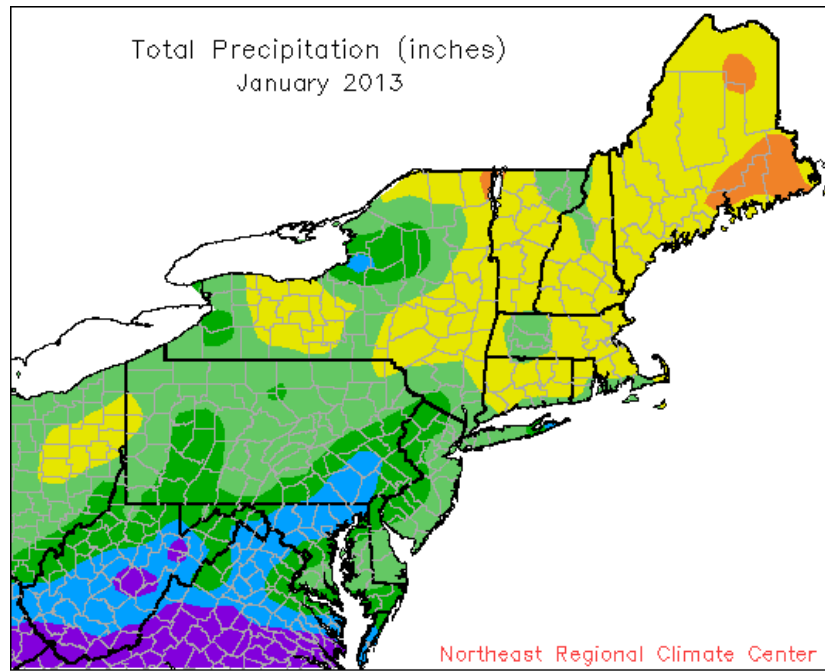 Total Precipitation (inches)
January 2013
Northeast Regional Climate Center